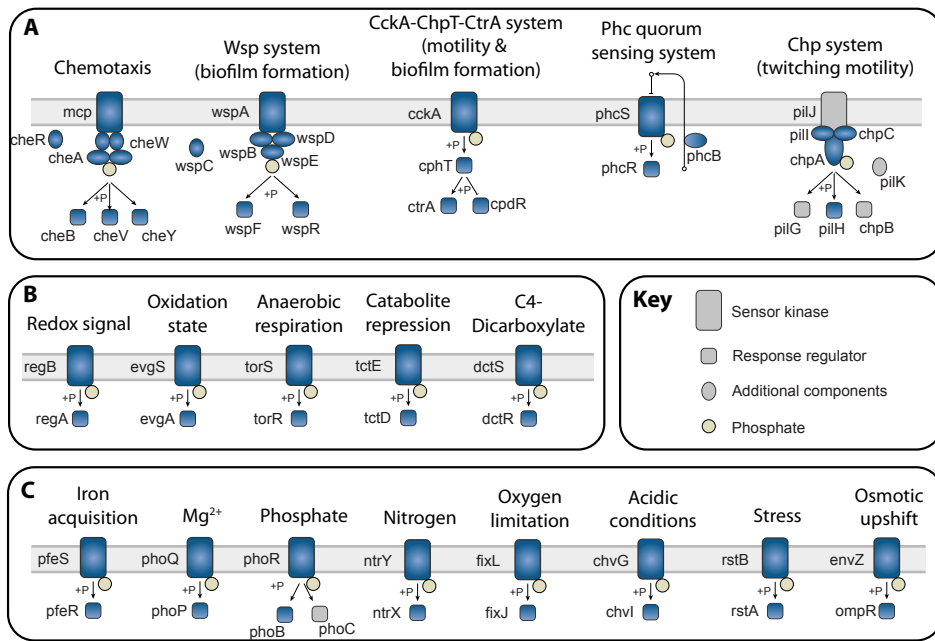 A
Chemotaxis
mcp
cheR
cheW
cheA
+P
cheB
cheV
cheY
Wsp system
(biofilm formation)
wspA
wspD
wspB
wspC
wspE
+P
wspF
wspR
CckA-ChpT-CtrA system
(motility &
biofilm formation)
cckA
+P
cphT
+P
ctrA
cpdR
Phc quorum
sensing system
phcS
+P
phcB
phcR
Chp system
(twitching motility)
pilJ
pilI
chpC
chpA
pilK
+P
pilG
pilH
chpB
B
Redox signal
regB
+P
regA
Oxidation
state
evgS
+P
evgA
Anaerobic
respiration
torS
+P
torR
Catabolite
repression
tctE
+P
tctD
C4-
Dicarboxylate
dctS
+P
dctR
Key
Sensor kinase
Response regulator
Additional components
Phosphate
C
Iron
acquisition
pfeS
+P
pfeR
Mg²⁺
phoQ
+P
phoP
Phosphate
phoR
+P
phoB
phoC
Nitrogen
ntrY
+P
ntrX
Oxygen
limitation
fixL
+P
fixJ
Acidic
conditions
chvG
+P
chvI
Stress
rstB
+P
rstA
Osmotic
upshift
envZ
+P
ompR